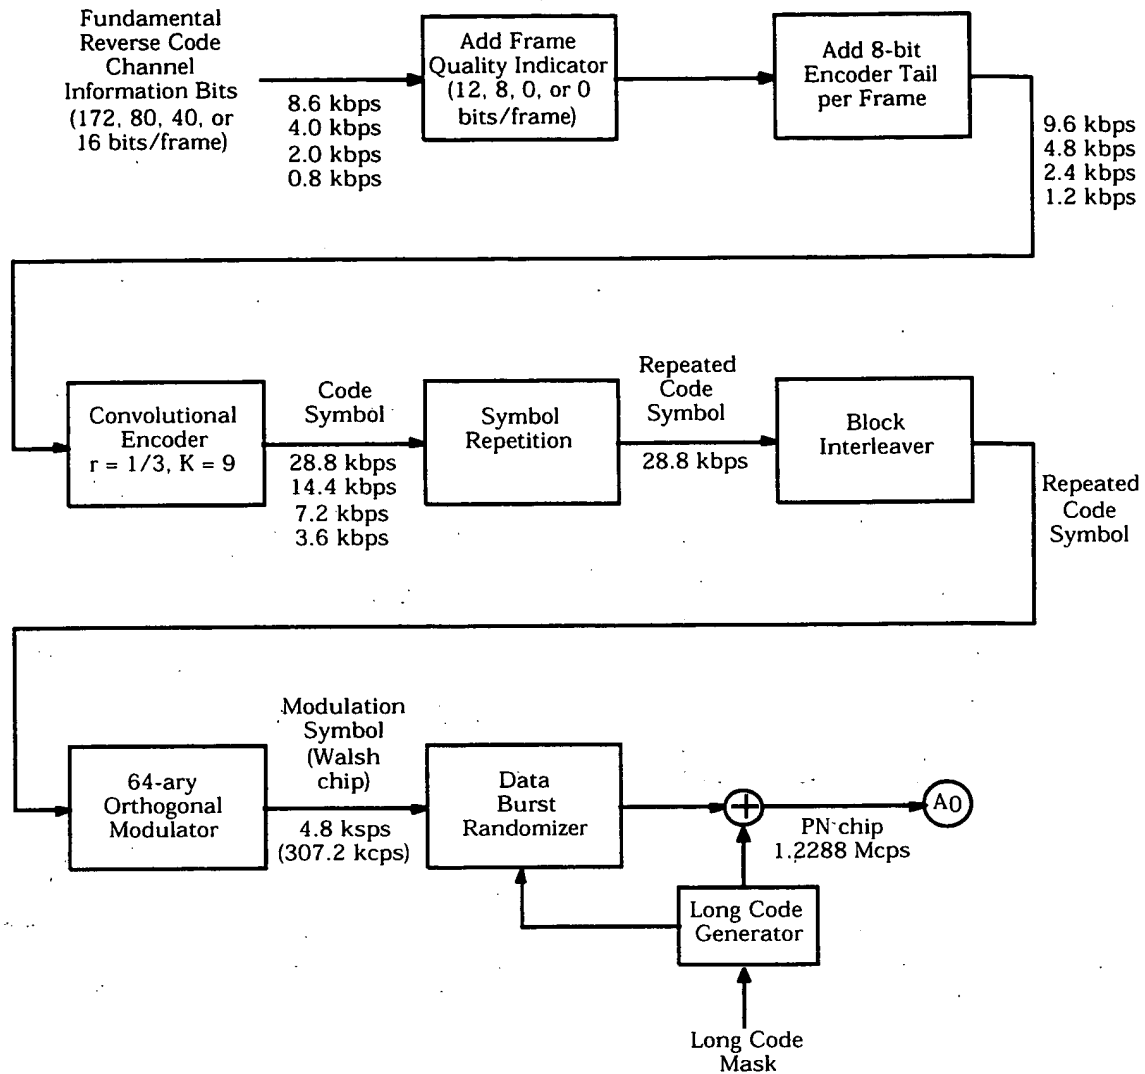 Fundamental
Reverse Code
Channel
Information Bits
(172, 80, 40, or
16 bits/frame)
8.6 kbps
4.0 kbps
2.0 kbps
0.8 kbps
Add Frame
Quality Indicator
(12, 8, 0, or 0
bits/frame)
Add 8-bit
Encoder Tail
per Frame
9.6 kbps
4.8 kbps
2.4 kbps
1.2 kbps
Convolutional
Encoder
r = 1/3, K = 9
Code
Symbol
28.8 kbps
14.4 kbps
7.2 kbps
3.6 kbps
Symbol
Repetition
Repeated
Code
Symbol
28.8 kbps
Block
Interleaver
Repeated
Code
Symbol
64-ary
Orthogonal
Modulator
Modulation
Symbol
(Walsh
chip)
4.8 ksps
(307.2 kcps)
Data
Burst
Randomizer
PN chip
1.2288 Mcps
A0
Long Code
Generator
Long Code
Mask